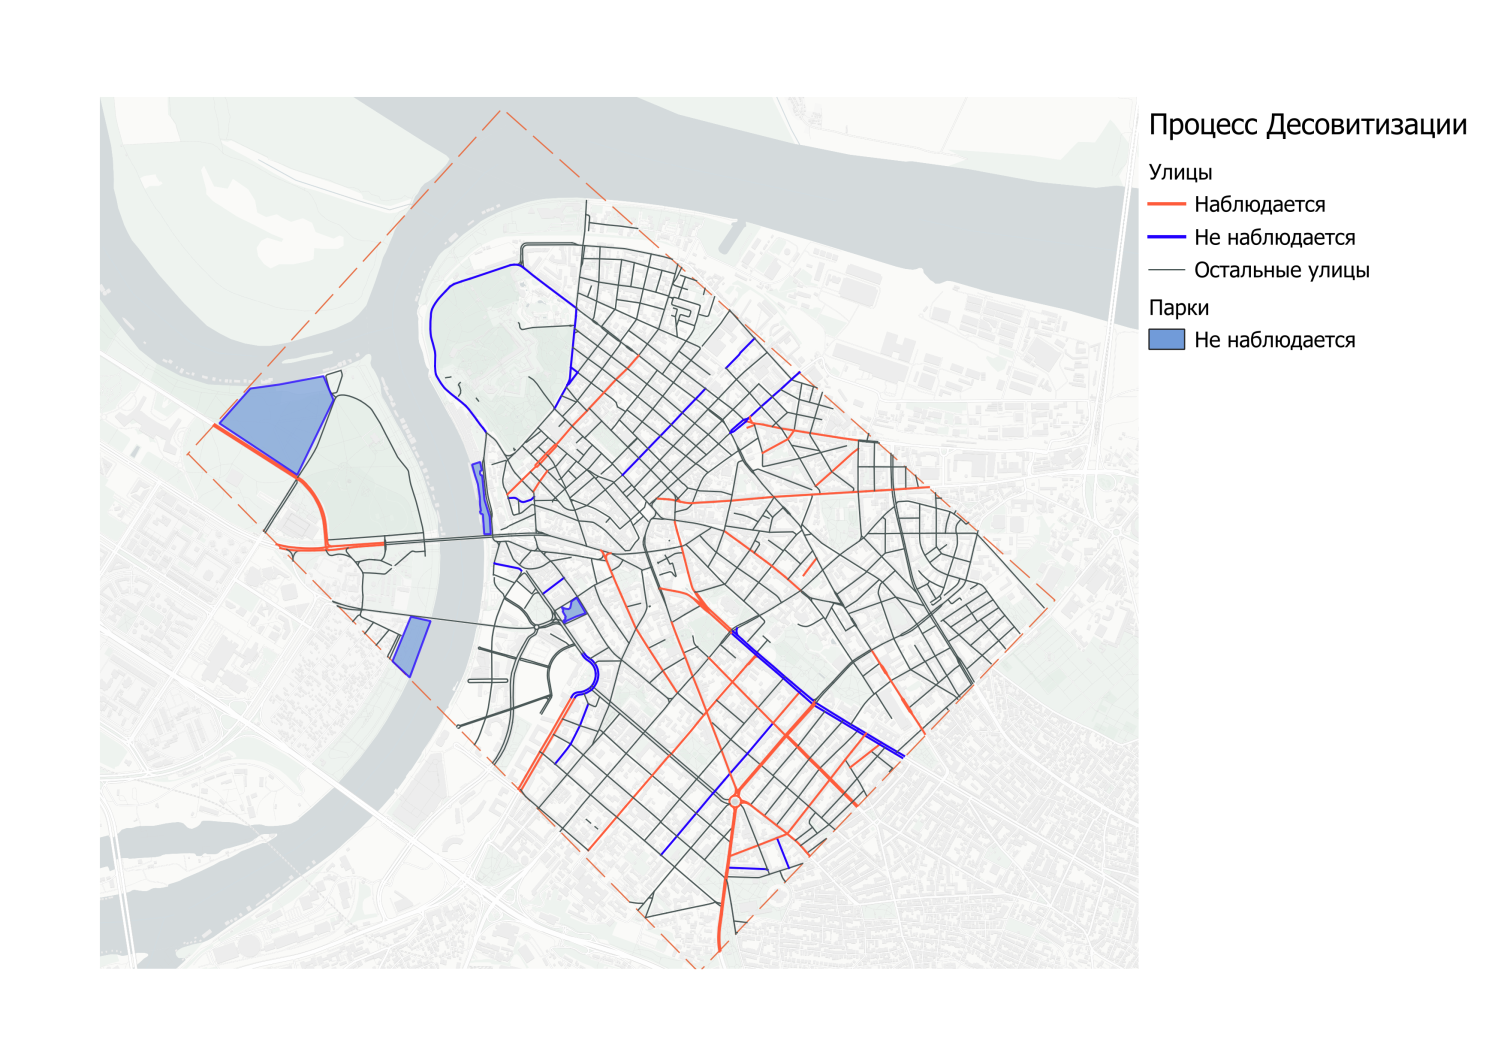 Процесс Десовитизации
Улицы
Наблюдается
Не наблюдается
Остальные улицы
Парки
Не наблюдается